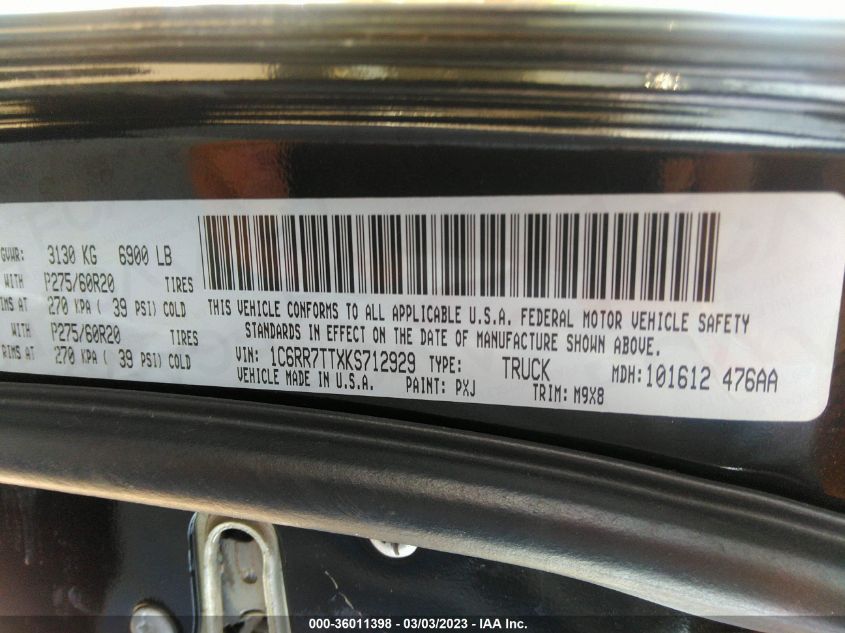 GVWR: 3130 KG 6900 LB
WITH P275/60R20 TIRES
IMS AT 270 KPA ( 39 PSI) COLD
WITH P275/60R20 TIRES
RIMS AT 270 KPA ( 39 PSI) COLD
THIS VEHICLE CONFORMS TO ALL APPLICABLE U.S.A. FEDERAL MOTOR VEHICLE SAFETY
STANDARDS IN EFFECT ON THE DATE OF MANUFACTURE SHOWN ABOVE.
VIN: 1C6RR7TTXKS712929 TYPE: TRUCK MDH:101612 476AA
VEHICLE MADE IN U.S.A. PAINT: PXJ TRIM: M9X8
000-36011398 - 03/03/2023 - IAA Inc.